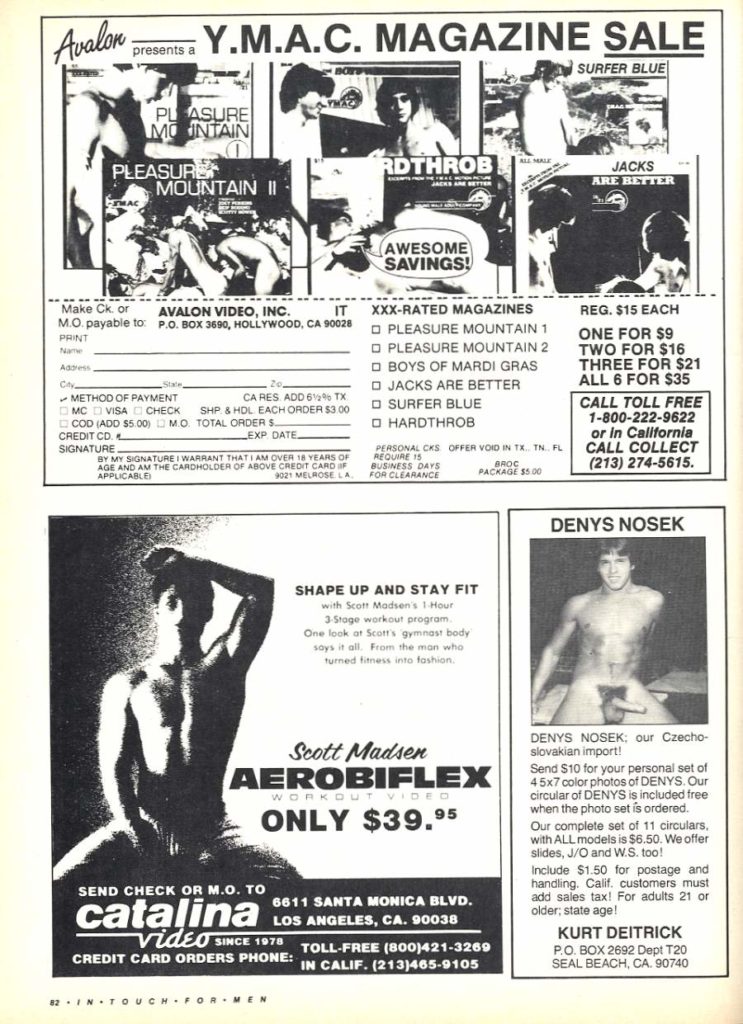 Avalon presents a Y.M.A.C. MAGAZINE SALE
PLEASURE
MOUNTAIN
I
SURFER BLUE
YMAC
PLEASURE
MOUNTAIN II
YMAC
RDTHROB
EXCERPTS FROM THE Y.M.A.C. MOTION PICTURE
JACKS ARE BETTER
AWESOME
SAVINGS!
ALL MALE
JACKS
ARE BETTER
Make Ck. or
M.O. payable to:
AVALON VIDEO, INC. IT
P.O. BOX 3690, HOLLYWOOD, CA 90028
PRINT
Name
Address
City State Zip
METHOD OF PAYMENT CA RES. ADD 6½% TX.
MC VISA CHECK SHP. & HDL. EACH ORDER $3.00
COD (ADD $5.00) M.O. TOTAL ORDER $
CREDIT CD. # EXP. DATE
SIGNATURE
BY MY SIGNATURE I WARRANT THAT I AM OVER 18 YEARS OF
AGE AND AM THE CARDHOLDER OF ABOVE CREDIT CARD (IF
APPLICABLE) 9021 MELROSE, L.A.
XXX-RATED MAGAZINES
PLEASURE MOUNTAIN 1
PLEASURE MOUNTAIN 2
BOYS OF MARDI GRAS
JACKS ARE BETTER
SURFER BLUE
HARDTHROB
PERSONAL CKS.
REQUIRE 15
BUSINESS DAYS
FOR CLEARANCE
OFFER VOID IN TX., TN., FL
BROC
PACKAGE $5.00
REG. $15 EACH
ONE FOR $9
TWO FOR $16
THREE FOR $21
ALL 6 FOR $35
CALL TOLL FREE
1-800-222-9622
or in California
CALL COLLECT
(213) 274-5615.
SHAPE UP AND STAY FIT
with Scott Madsen's 1-Hour
3-Stage workout program.
One look at Scott's 'gymnast body'
says it all. From the man who
turned fitness into fashion.
Scott Madsen
AEROBIFLEX
WORKOUT VIDEO
ONLY $39.95
SEND CHECK OR M.O. TO
catalina
video SINCE 1978
6611 SANTA MONICA BLVD.
LOS ANGELES, CA. 90038
CREDIT CARD ORDERS PHONE:
TOLL-FREE (800)421-3269
IN CALIF. (213)465-9105
DENYS NOSEK
DENYS NOSEK; our Czecho-
slovakian import!
Send $10 for your personal set of
4 5x7 color photos of DENYS. Our
circular of DENYS is included free
when the photo set is ordered.
Our complete set of 11 circulars,
with ALL models is $6.50. We offer
slides, J/O and W.S. too!
Include $1.50 for postage and
handling. Calif. customers must
add sales tax! For adults 21 or
older; state age!
KURT DEITRICK
P.O. BOX 2692 Dept T20
SEAL BEACH, CA. 90740
82 • IN • TOUCH • FOR • MEN